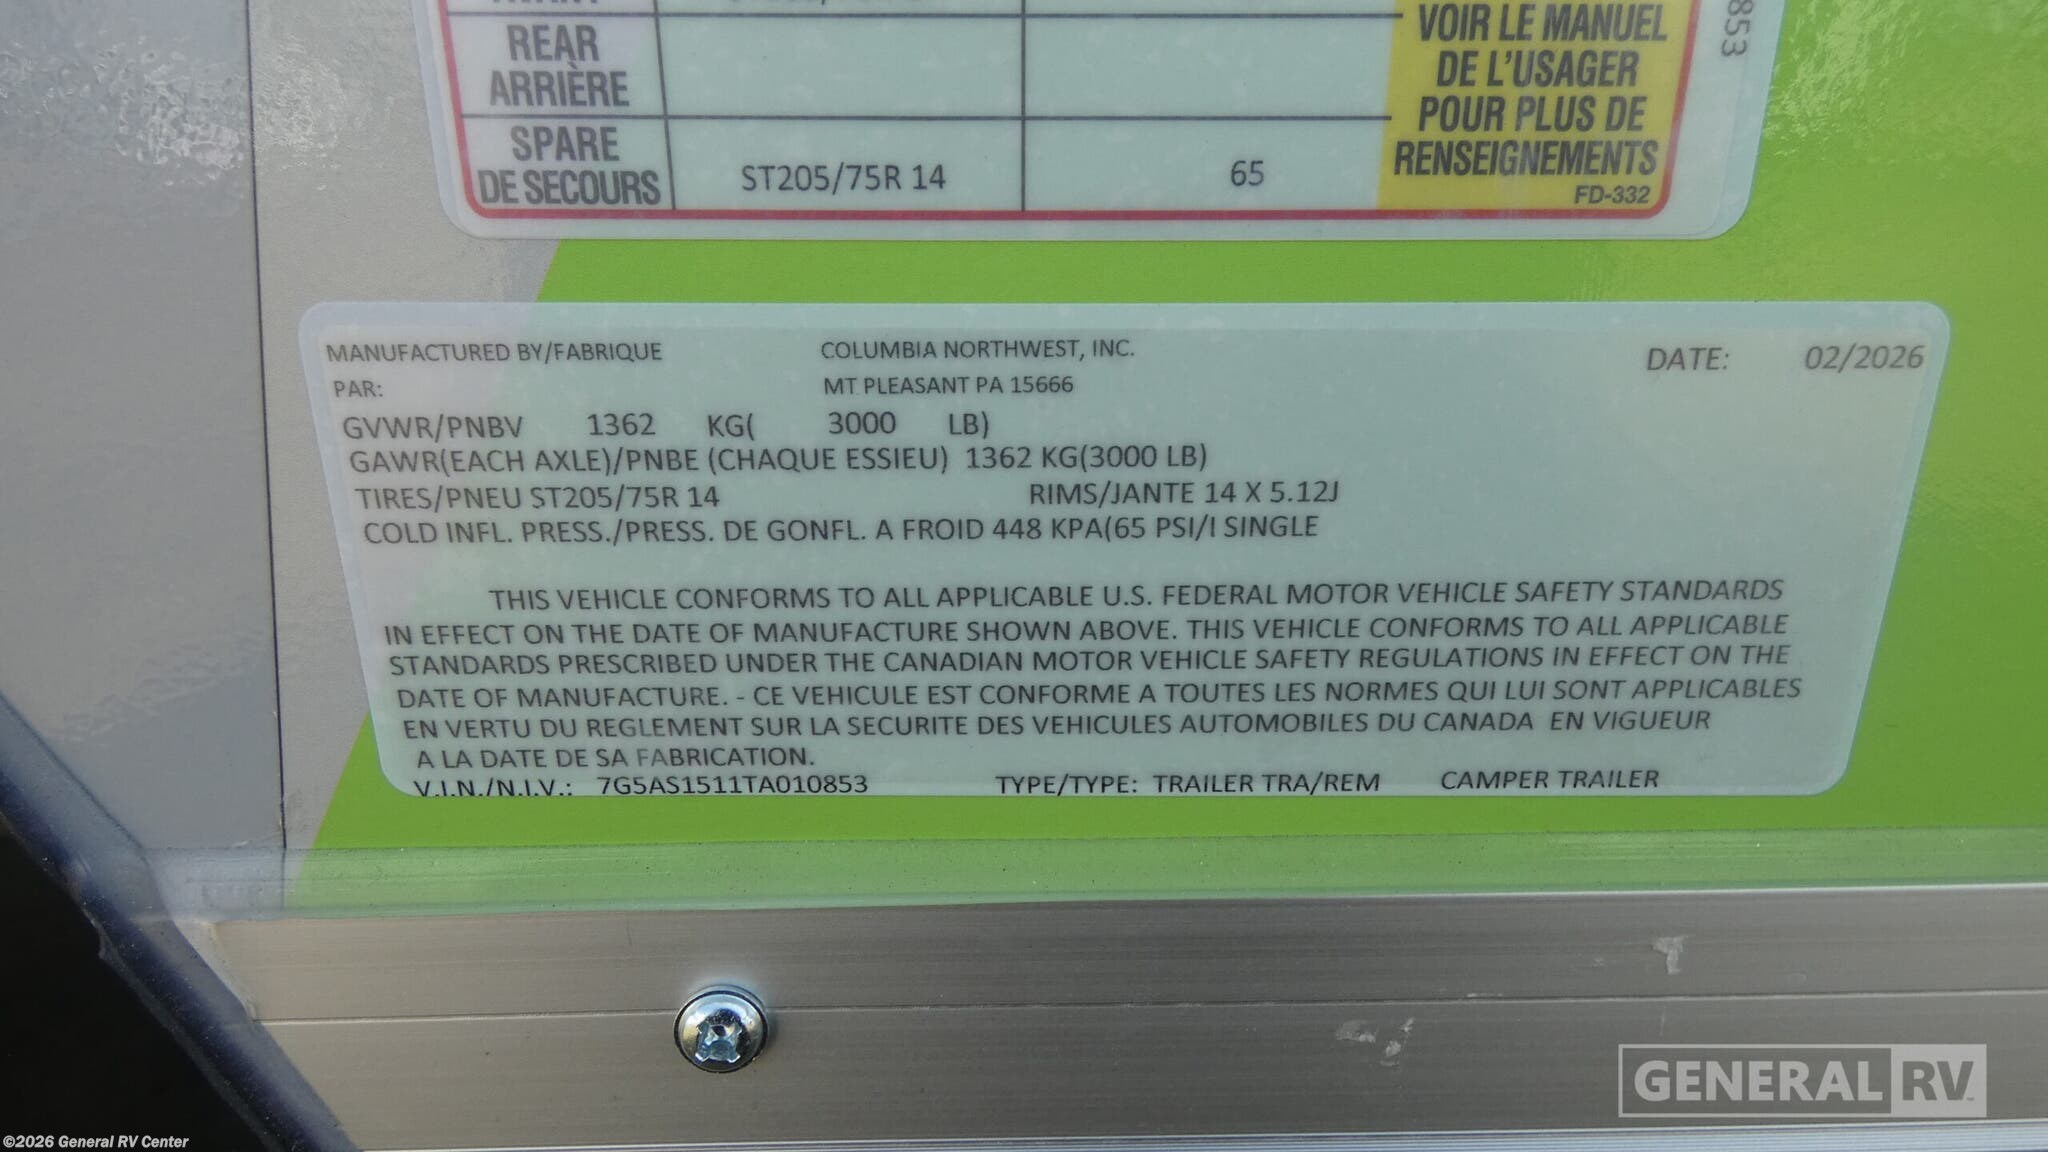 853
VOIR LE MANUEL
DE L'USAGER
POUR PLUS DE
RENSEIGNEMENTS
FD-332
REAR
ARRIÈRE
SPARE
DE SECOURS
ST205/75R 14
65
MANUFACTURED BY/FABRIQUE COLUMBIA NORTHWEST, INC. DATE: 02/2026
PAR: MT PLEASANT PA 15666
GVWR/PNBV 1362 KG( 3000 LB)
GAWR(EACH AXLE)/PNBE (CHAQUE ESSIEU) 1362 KG(3000 LB)
TIRES/PNEU ST205/75R 14 RIMS/JANTE 14 X 5.12J
COLD INFL. PRESS./PRESS. DE GONFL. A FROID 448 KPA(65 PSI/I SINGLE
THIS VEHICLE CONFORMS TO ALL APPLICABLE U.S. FEDERAL MOTOR VEHICLE SAFETY STANDARDS
IN EFFECT ON THE DATE OF MANUFACTURE SHOWN ABOVE. THIS VEHICLE CONFORMS TO ALL APPLICABLE
STANDARDS PRESCRIBED UNDER THE CANADIAN MOTOR VEHICLE SAFETY REGULATIONS IN EFFECT ON THE
DATE OF MANUFACTURE. - CE VEHICULE EST CONFORME A TOUTES LES NORMES QUI LUI SONT APPLICABLES
EN VERTU DU REGLEMENT SUR LA SECURITE DES VEHICULES AUTOMOBILES DU CANADA EN VIGUEUR
A LA DATE DE SA FABRICATION.
V.I.N./N.I.V.: 7G5AS1511TA010853 TYPE/TYPE: TRAILER TRA/REM CAMPER TRAILER
GENERAL RV
©2026 General RV Center